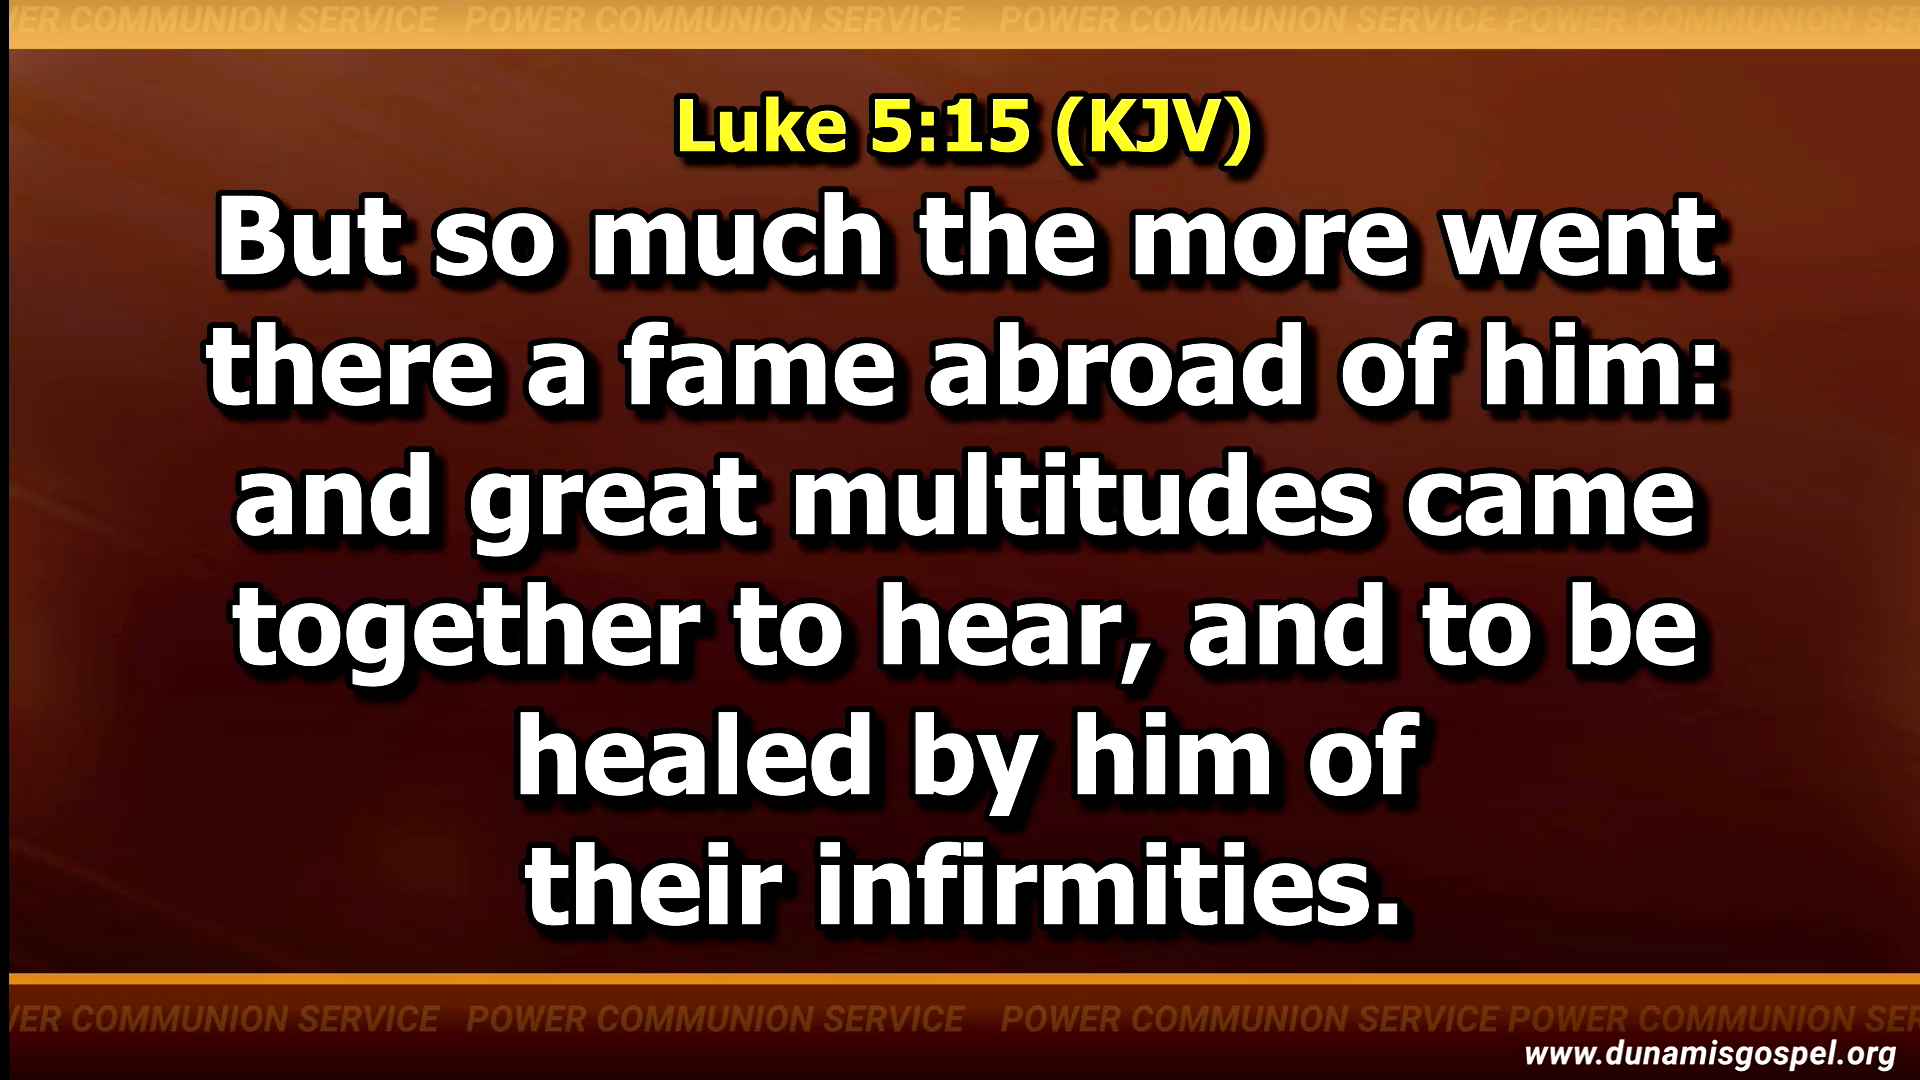 ER COMMUNION SERVICE POWER COMMUNION SERVICE POWER COMMUNION SERVICE POWER COMMUNION SER
Luke 5:15 (KJV)
But so much the more went
there a fame abroad of him:
and great multitudes came
together to hear, and to be
healed by him of
their infirmities.
VER COMMUNION SERVICE POWER COMMUNION SERVICE POWER COMMUNION SERVICE POWER COMMUNION SER
www.dunamisgospel.org